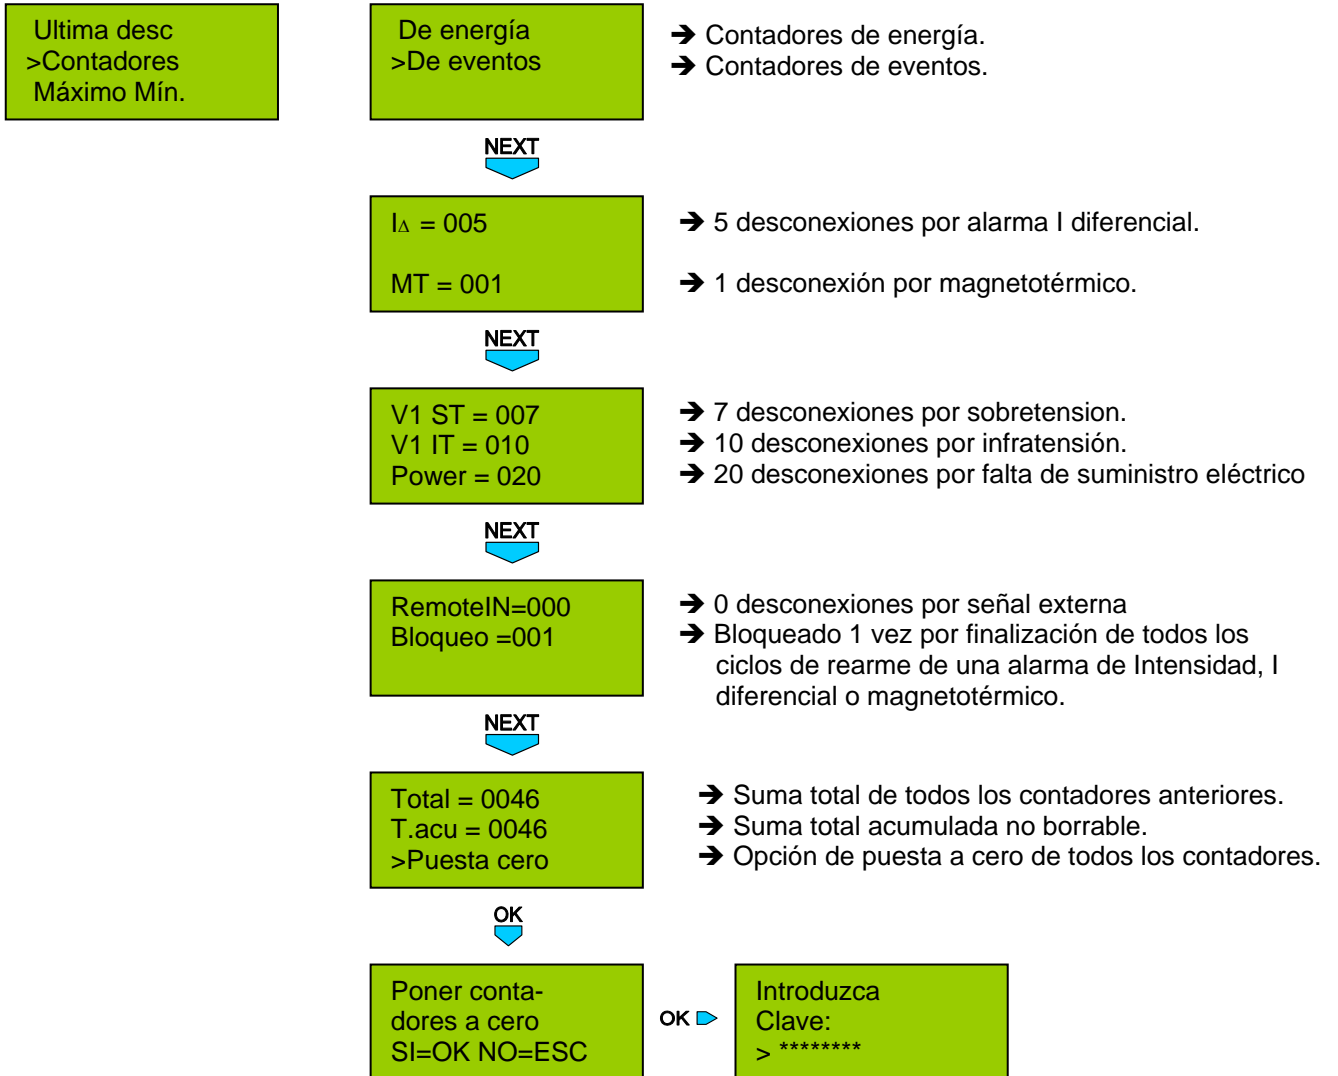 Ultima desc
>Contadores
Máximo Mín.
De energía
>De eventos
➔ Contadores de energía.
➔ Contadores de eventos.
NEXT
I∆ = 005
MT = 001
➔ 5 desconexiones por alarma I diferencial.
➔ 1 desconexión por magnetotérmico.
NEXT
V1 ST = 007
V1 IT = 010
Power = 020
➔ 7 desconexiones por sobretension.
➔ 10 desconexiones por infratensión.
➔ 20 desconexiones por falta de suministro eléctrico
NEXT
RemoteIN=000
Bloqueo =001
➔ 0 desconexiones por señal externa
➔ Bloqueado 1 vez por finalización de todos los
ciclos de rearme de una alarma de Intensidad, I
diferencial o magnetotérmico.
NEXT
Total = 0046
T.acu = 0046
>Puesta cero
➔ Suma total de todos los contadores anteriores.
➔ Suma total acumulada no borrable.
➔ Opción de puesta a cero de todos los contadores.
OK
Poner conta-
dores a cero
SI=OK NO=ESC
OK
Introduzca
Clave:
> ********